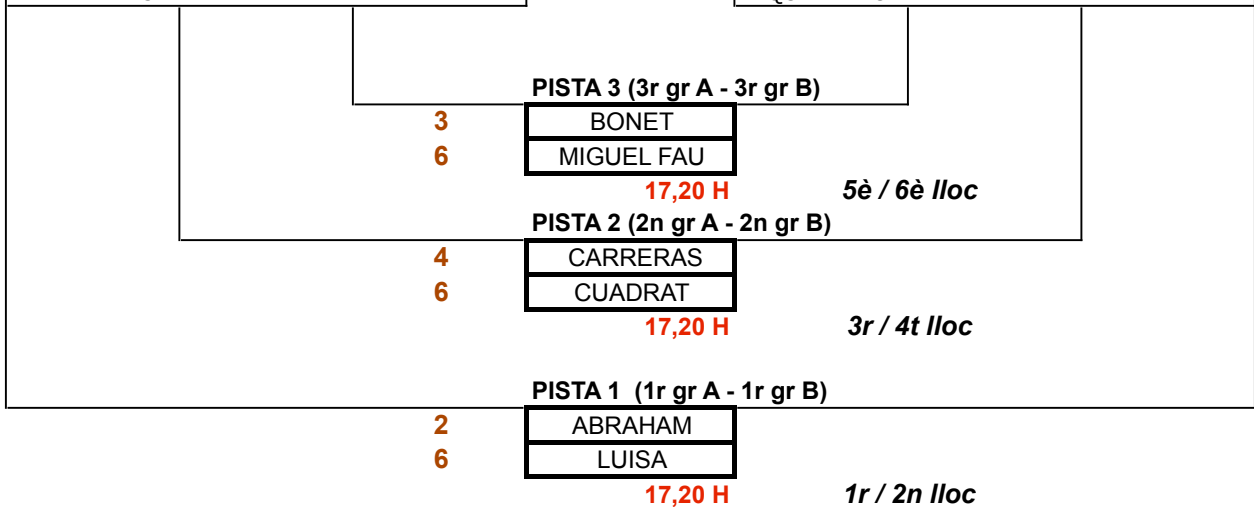 PISTA 3 (3r gr A - 3r gr B)
3 BONET
6 MIGUEL FAU
17,20 H 5è / 6è lloc
PISTA 2 (2n gr A - 2n gr B)
4 CARRERAS
6 CUADRAT
17,20 H 3r / 4t lloc
PISTA 1 (1r gr A - 1r gr B)
2 ABRAHAM
6 LUISA
17,20 H 1r / 2n lloc